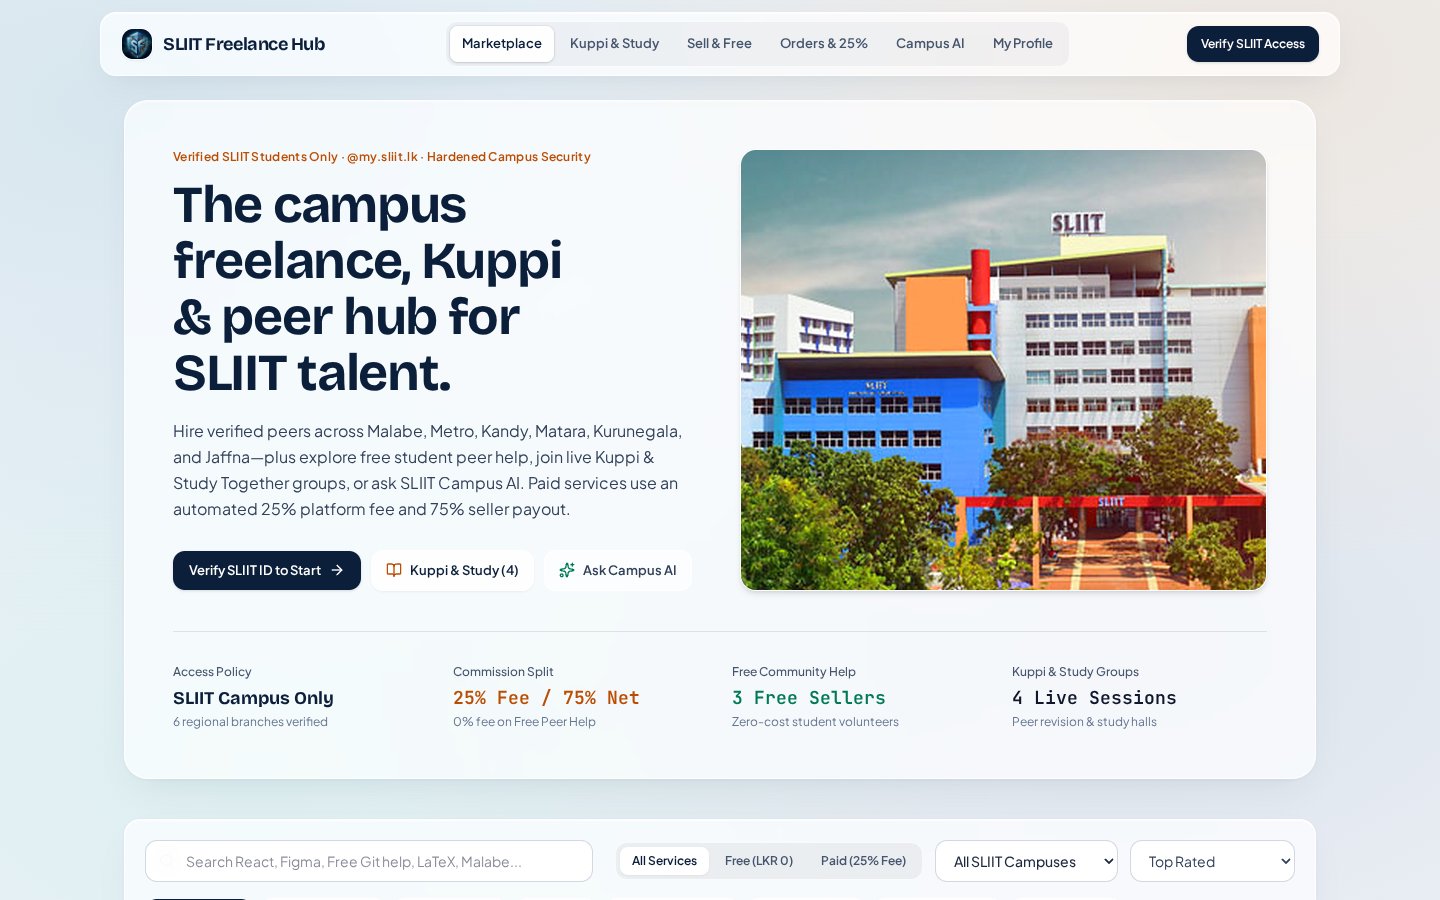 SLIIT Freelance Hub
Marketplace
Kuppi & Study
Sell & Free
Orders & 25%
Campus AI
My Profile
Verify SLIIT Access
Verified SLIIT Students Only · @my.sliit.lk · Hardened Campus Security
The campus
freelance, Kuppi
& peer hub for
SLIIT talent.
Hire verified peers across Malabe, Metro, Kandy, Matara, Kurunegala,
and Jaffna—plus explore free student peer help, join live Kuppi &
Study Together groups, or ask SLIIT Campus AI. Paid services use an
automated 25% platform fee and 75% seller payout.
Verify SLIIT ID to Start
Kuppi & Study (4)
Ask Campus AI
SLIIT
SLIIT
SLIIT
Access Policy
SLIIT Campus Only
6 regional branches verified
Commission Split
25% Fee / 75% Net
0% fee on Free Peer Help
Free Community Help
3 Free Sellers
Zero-cost student volunteers
Kuppi & Study Groups
4 Live Sessions
Peer revision & study halls
Search React, Figma, Free Git help, LaTeX, Malabe...
All Services
Free (LKR 0)
Paid (25% Fee)
All SLIIT Campuses
Top Rated